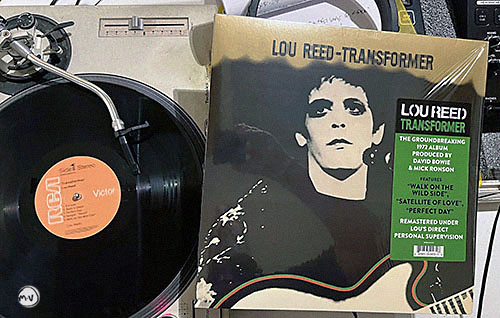 LOU REED-TRANSFORMER
LOU REED
TRANSFORMER
THE GROUNDBREAKING
1972 ALBUM
PRODUCED BY
DAVID BOWIE
& MICK RONSON
FEATURES
"WALK ON THE
WILD SIDE",
"SATELLITE OF LOVE",
"PERFECT DAY"
REMASTERED UNDER
LOU'S DIRECT
PERSONAL SUPERVISION
Stereo
RCA
Victor